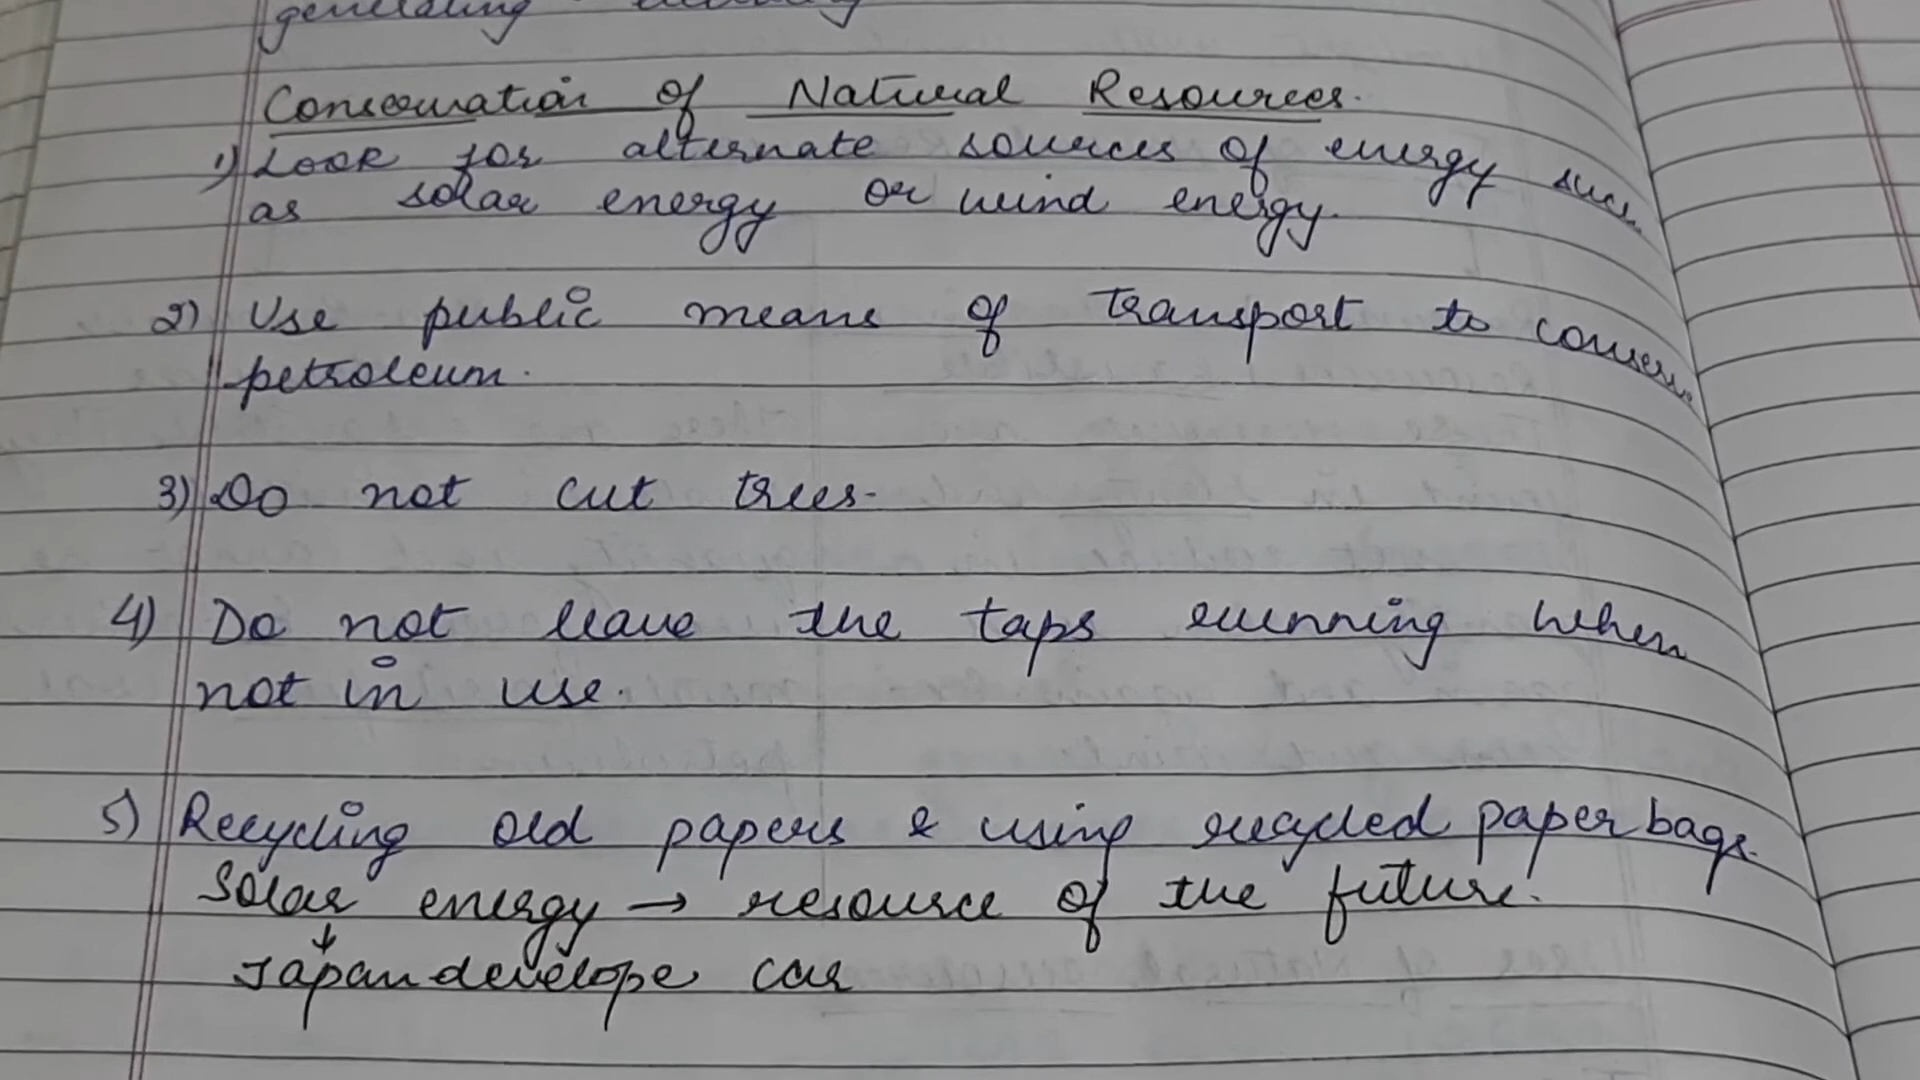 generating
Conservation of Natural Resources.
1) Look for alternate sources of energy such
as solar energy or wind energy.
2) Use public means of transport to conserve
petroleum.
3) Do not cut trees.
4) Do not leave the taps running when
not in use.
5) Recycling old papers & using recycled paper bags.
Solar energy → resource of the future.
↓
Japan develope car